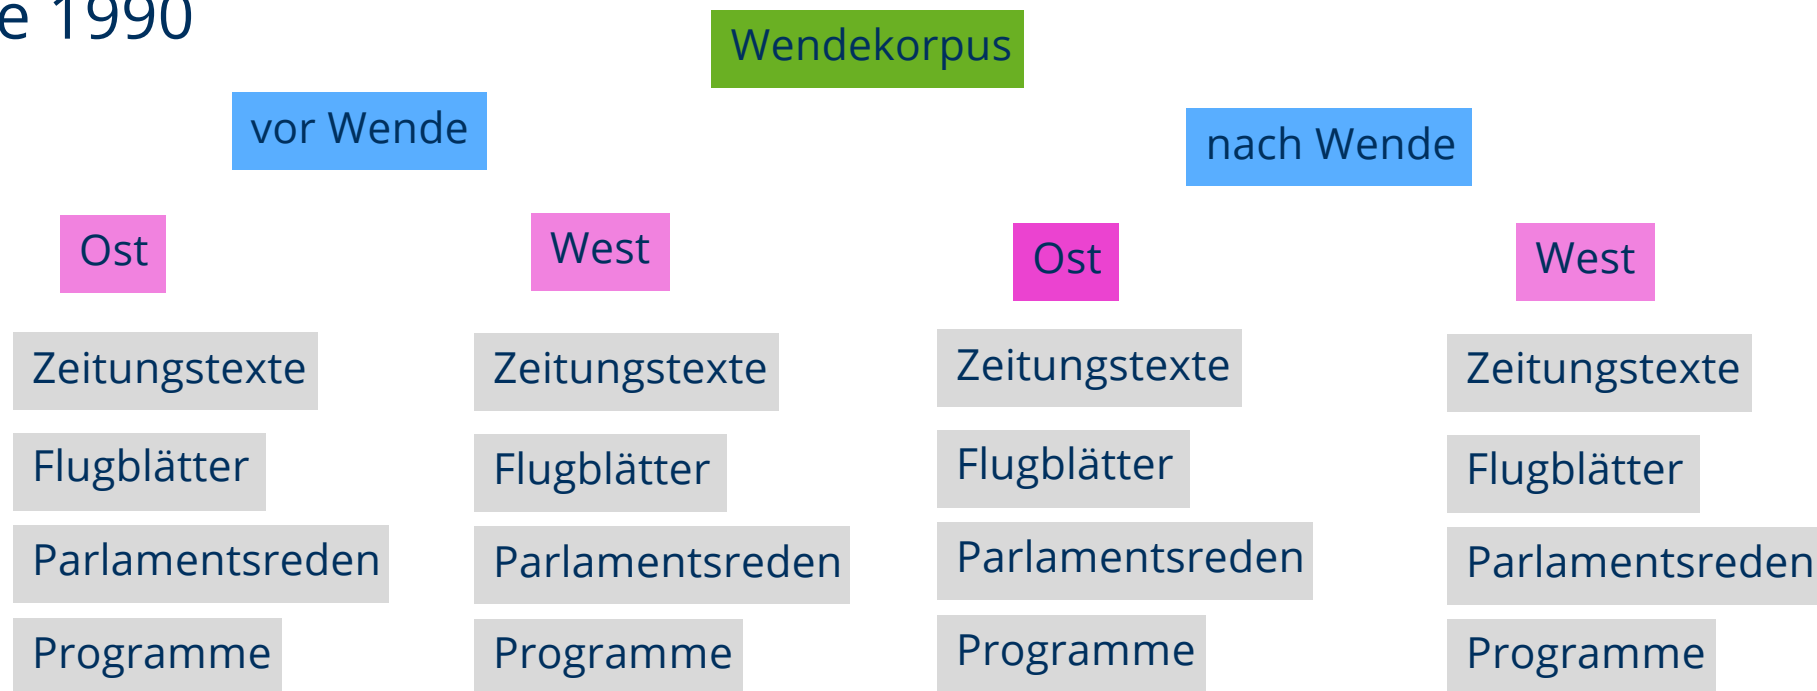 e 1990
Wendekorpus
vor Wende
nach Wende
Ost
West
Ost
West
Zeitungstexte
Zeitungstexte
Zeitungstexte
Zeitungstexte
Flugblätter
Flugblätter
Flugblätter
Flugblätter
Parlamentsreden
Parlamentsreden
Parlamentsreden
Parlamentsreden
Programme
Programme
Programme
Programme